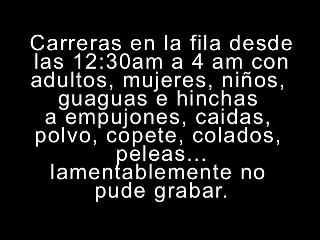 Carreras en la fila desde
las 12:30am a 4 am con
adultos, mujeres, niños,
guaguas e hinchas
a empujones, caidas,
polvo, copete, colados,
peleas...
lamentablemente no
pude grabar.